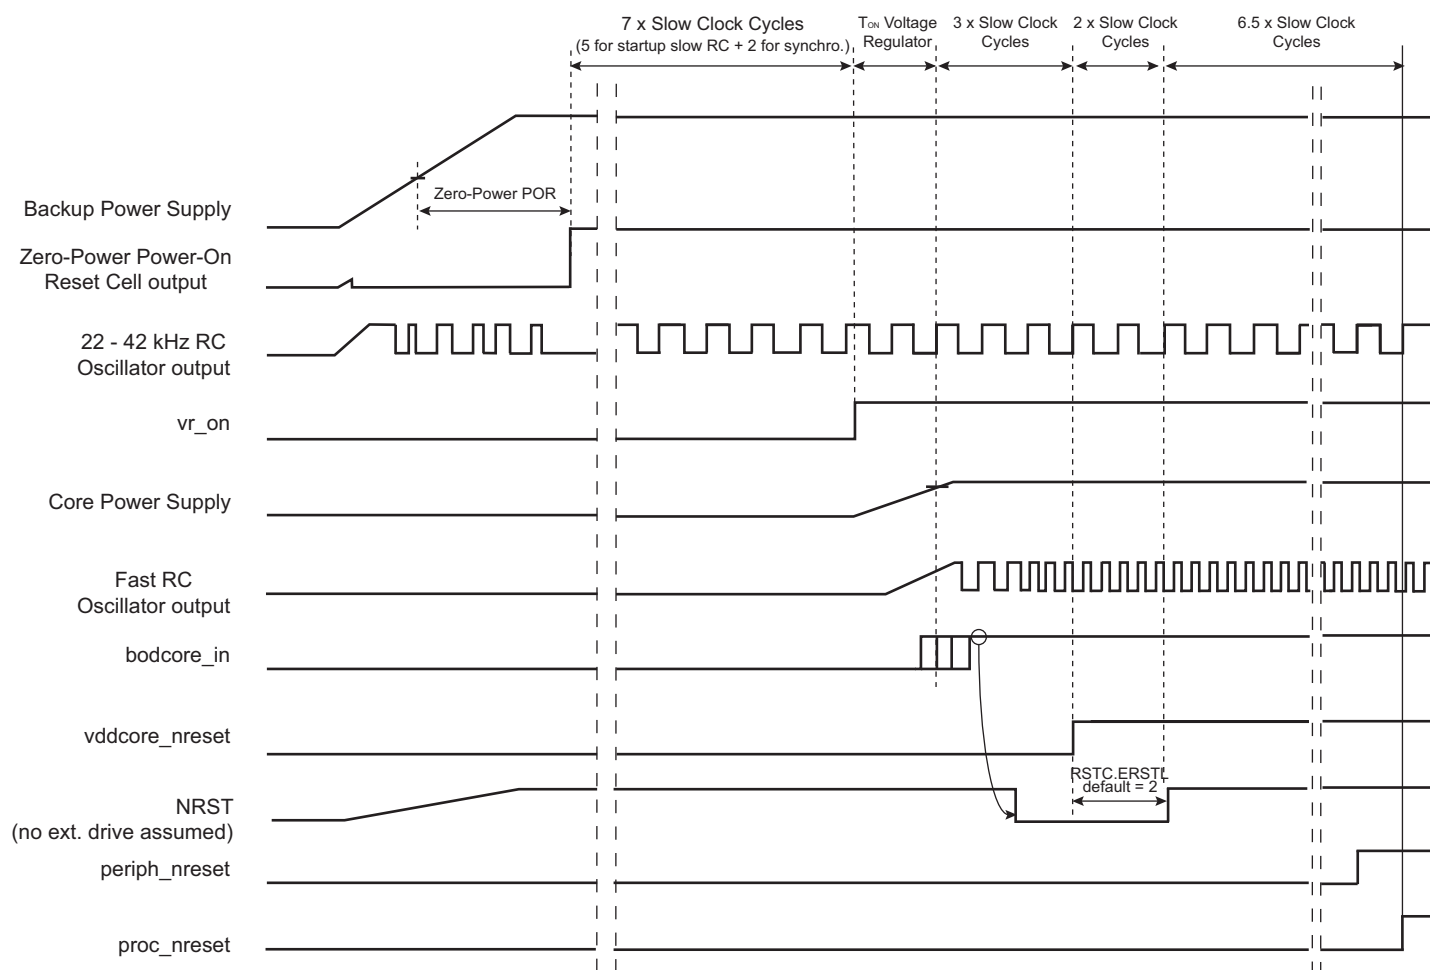 7 x Slow Clock Cycles
(5 for startup slow RC + 2 for synchro.)
TON Voltage
Regulator
3 x Slow Clock
Cycles
2 x Slow Clock
Cycles
6.5 x Slow Clock
Cycles
Zero-Power POR
Backup Power Supply
Zero-Power Power-On
Reset Cell output
22 - 42 kHz RC
Oscillator output
vr_on
Core Power Supply
Fast RC
Oscillator output
bodcore_in
vddcore_nreset
RSTC.ERSTL
default = 2
NRST
(no ext. drive assumed)
periph_nreset
proc_nreset